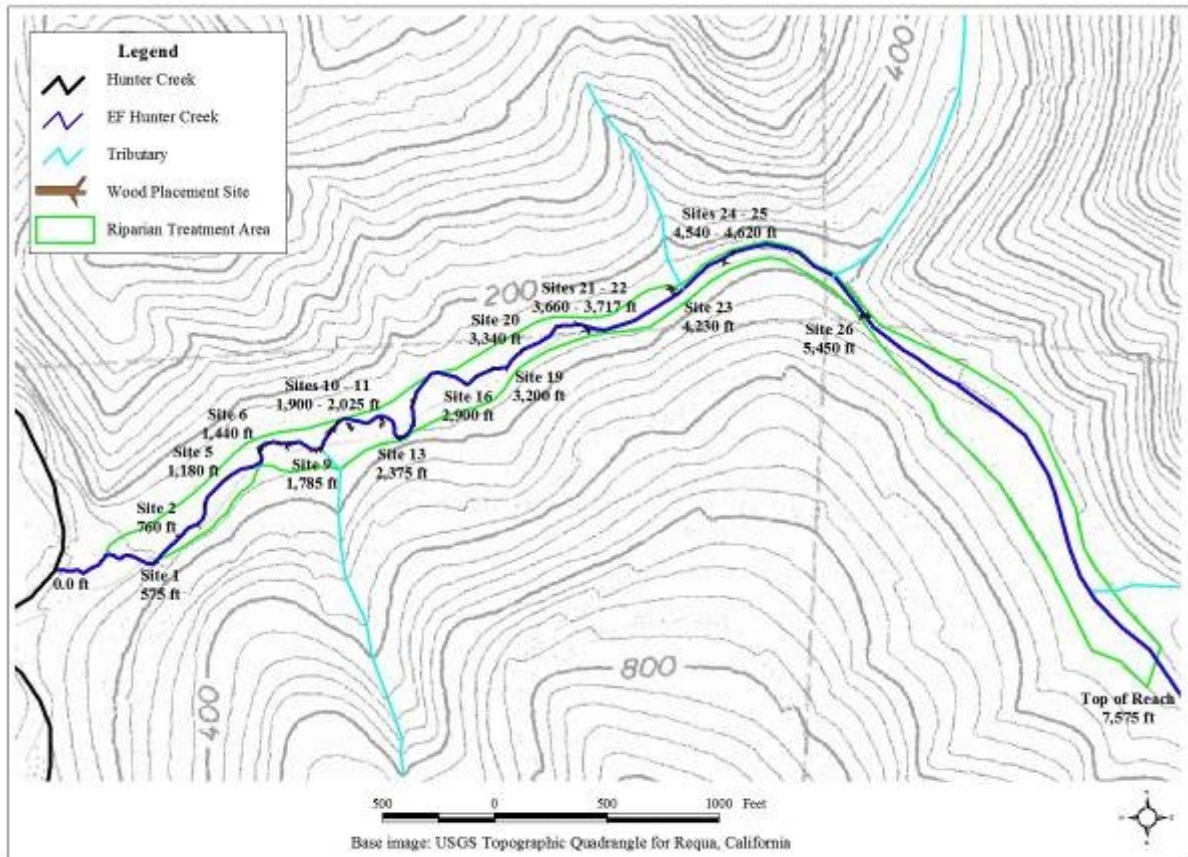 Legend
Hunter Creek
EF Hunter Creek
Tributary
Wood Placement Site
Riparian Treatment Area
400
Sites 24 - 25
4,540 - 4,620 ft
200
Sites 21 - 22
3,660 - 3,717 ft
Site 20
3,340 ft
Site 23
4,230 ft
Site 26
5,450 ft
Sites 10 - 11
1,900 - 2,025 ft
Site 19
3,200 ft
Site 16
2,900 ft
Site 6
1,440 ft
Site 5
1,180 ft
Site 13
2,375 ft
Site 9
1,785 ft
Site 2
760 ft
0.0 ft
Site 1
575 ft
800
400
Top of Reach
7,575 ft
500 0 500 1000 Feet
Base image: USGS Topographic Quadrangle for Requa, California